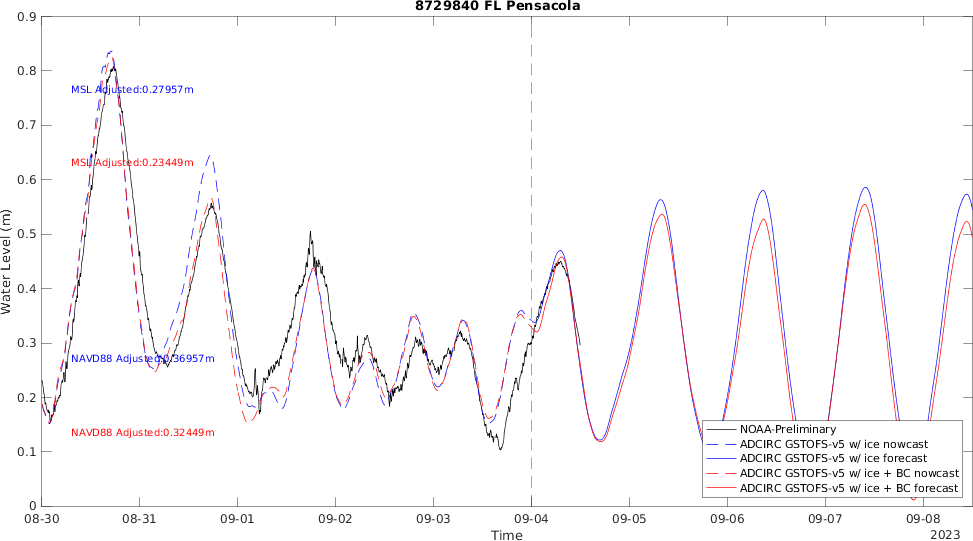 8729840 FL Pensacola
0.9
0.8
0.7
0.6
0.5
0.4
0.3
0.2
0.1
0
Water Level (m)
MSL Adjusted:0.27957m
MSL Adjusted:0.23449m
NAVD88 Adjusted:0.36957m
NAVD88 Adjusted:0.32449m
NOAA-Preliminary
ADCIRC GSTOFS-v5 w/ ice nowcast
ADCIRC GSTOFS-v5 w/ ice forecast
ADCIRC GSTOFS-v5 w/ ice + BC nowcast
ADCIRC GSTOFS-v5 w/ ice + BC forecast
08-30 08-31 09-01 09-02 09-03 09-04 09-05 09-06 09-07 09-08
Time
2023